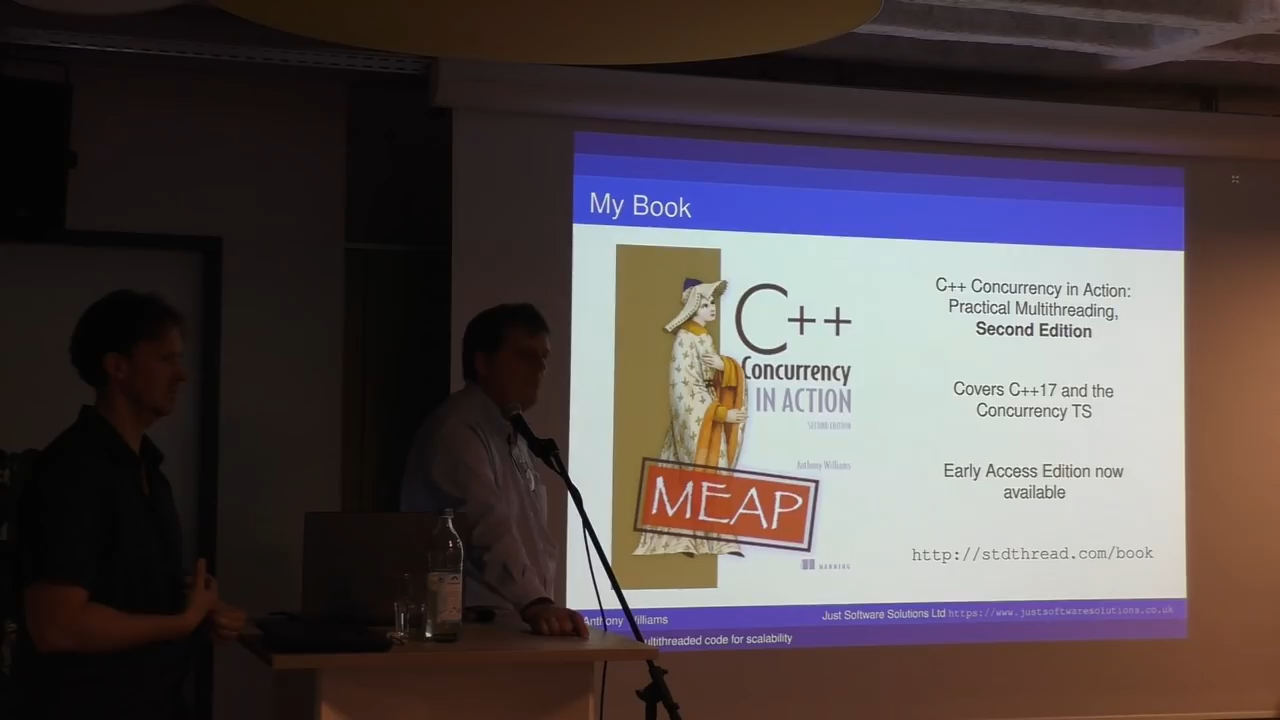 My Book
C++
Concurrency
IN ACTION
SECOND EDITION
Anthony Williams
MEAP
MANNING
C++ Concurrency in Action:
Practical Multithreading,
Second Edition
Covers C++17 and the
Concurrency TS
Early Access Edition now
available
http://stdthread.com/book
Anthony Williams
Just Software Solutions Ltd https://www.justsoftwaresolutions.co.uk
multithreaded code for scalability